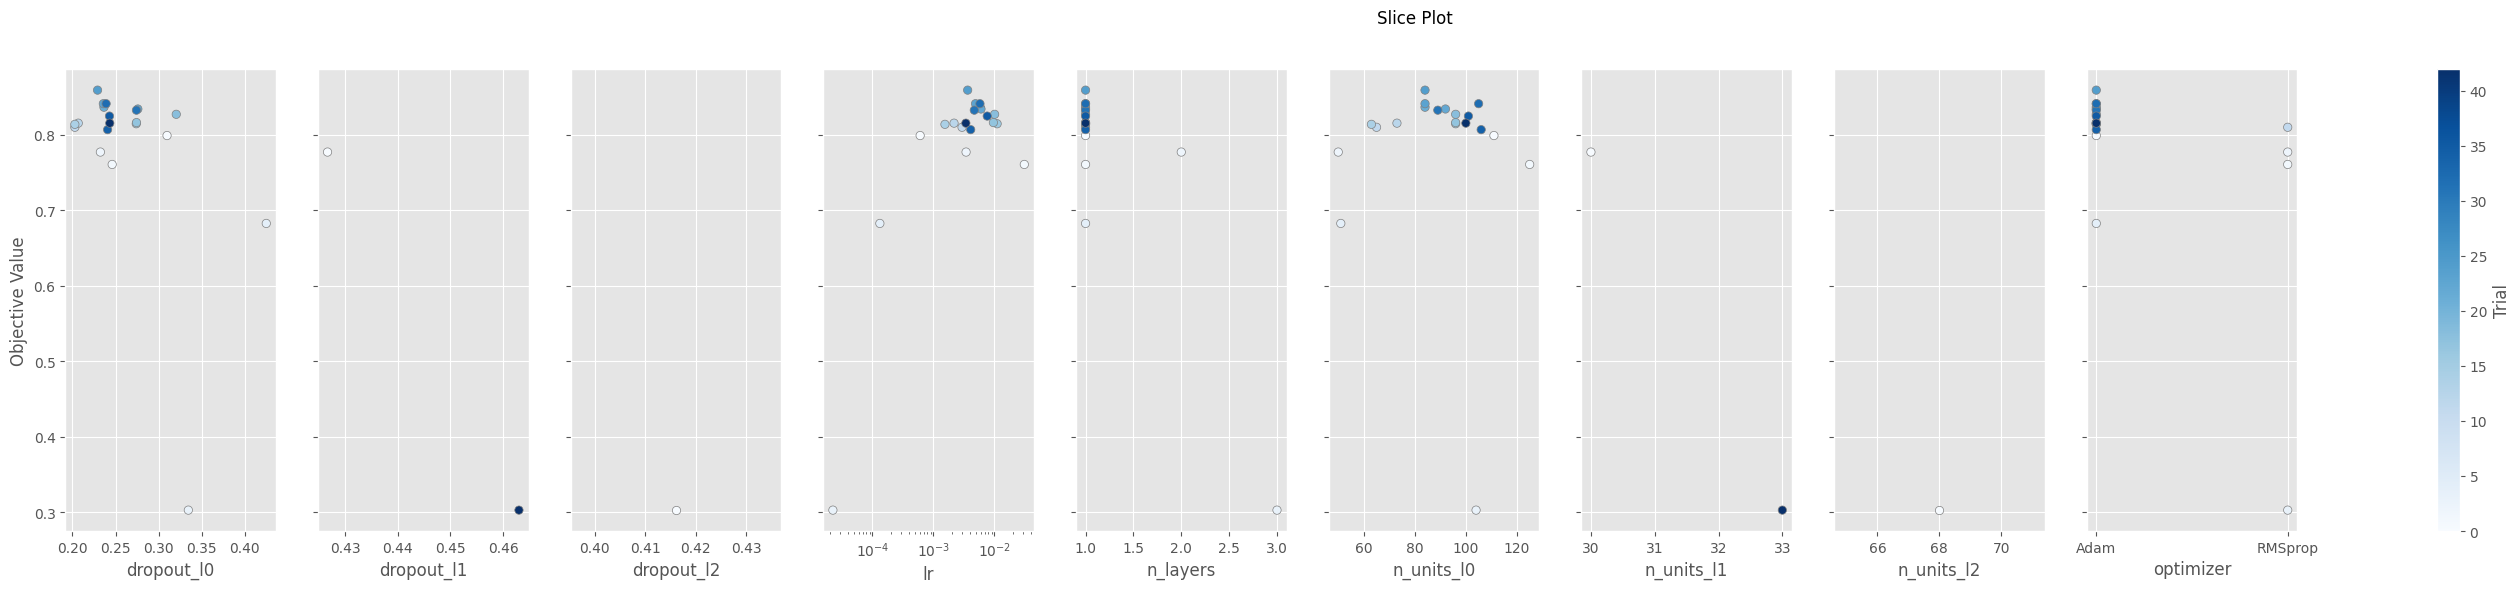 Slice Plot
Objective Value
0.8
0.7
0.6
0.5
0.4
0.3
0.20 0.25 0.30 0.35 0.40
dropout_l0
0.43 0.44 0.45 0.46
dropout_l1
0.40 0.41 0.42 0.43
dropout_l2
10⁻⁴ 10⁻³ 10⁻²
lr
1.0 1.5 2.0 2.5 3.0
n_layers
60 80 100 120
n_units_l0
30 31 32 33
n_units_l1
66 68 70
n_units_l2
Adam RMSprop
optimizer
40
35
30
25
20
15
10
5
0
Trial